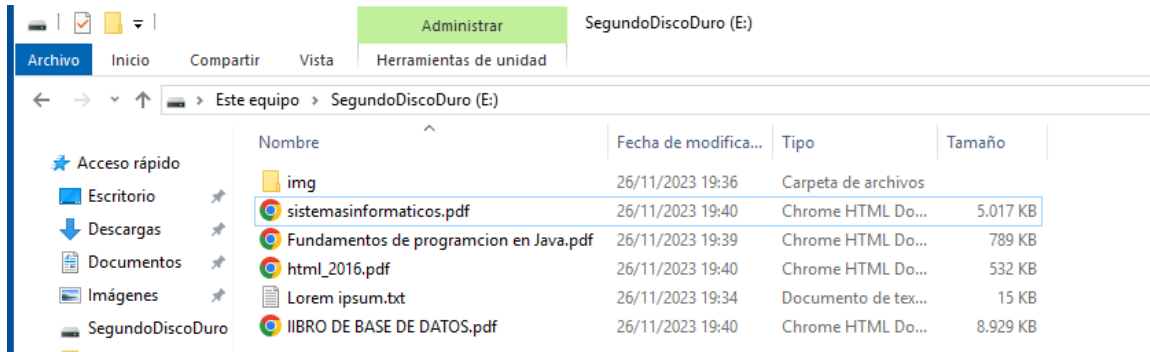 Administrar SegundoDiscoDuro (E:)
Archivo Inicio Compartir Vista Herramientas de unidad
Este equipo > SegundoDiscoDuro (E:)
Nombre Fecha de modifica... Tipo Tamaño
Acceso rápido
img 26/11/2023 19:36 Carpeta de archivos
Escritorio
sistemasinformaticos.pdf 26/11/2023 19:40 Chrome HTML Do... 5.017 KB
Descargas
Fundamentos de programcion en Java.pdf 26/11/2023 19:39 Chrome HTML Do... 789 KB
Documentos
html_2016.pdf 26/11/2023 19:40 Chrome HTML Do... 532 KB
Imágenes
Lorem ipsum.txt 26/11/2023 19:34 Documento de tex... 15 KB
SegundoDiscoDuro
lIBRO DE BASE DE DATOS.pdf 26/11/2023 19:40 Chrome HTML Do... 8.929 KB